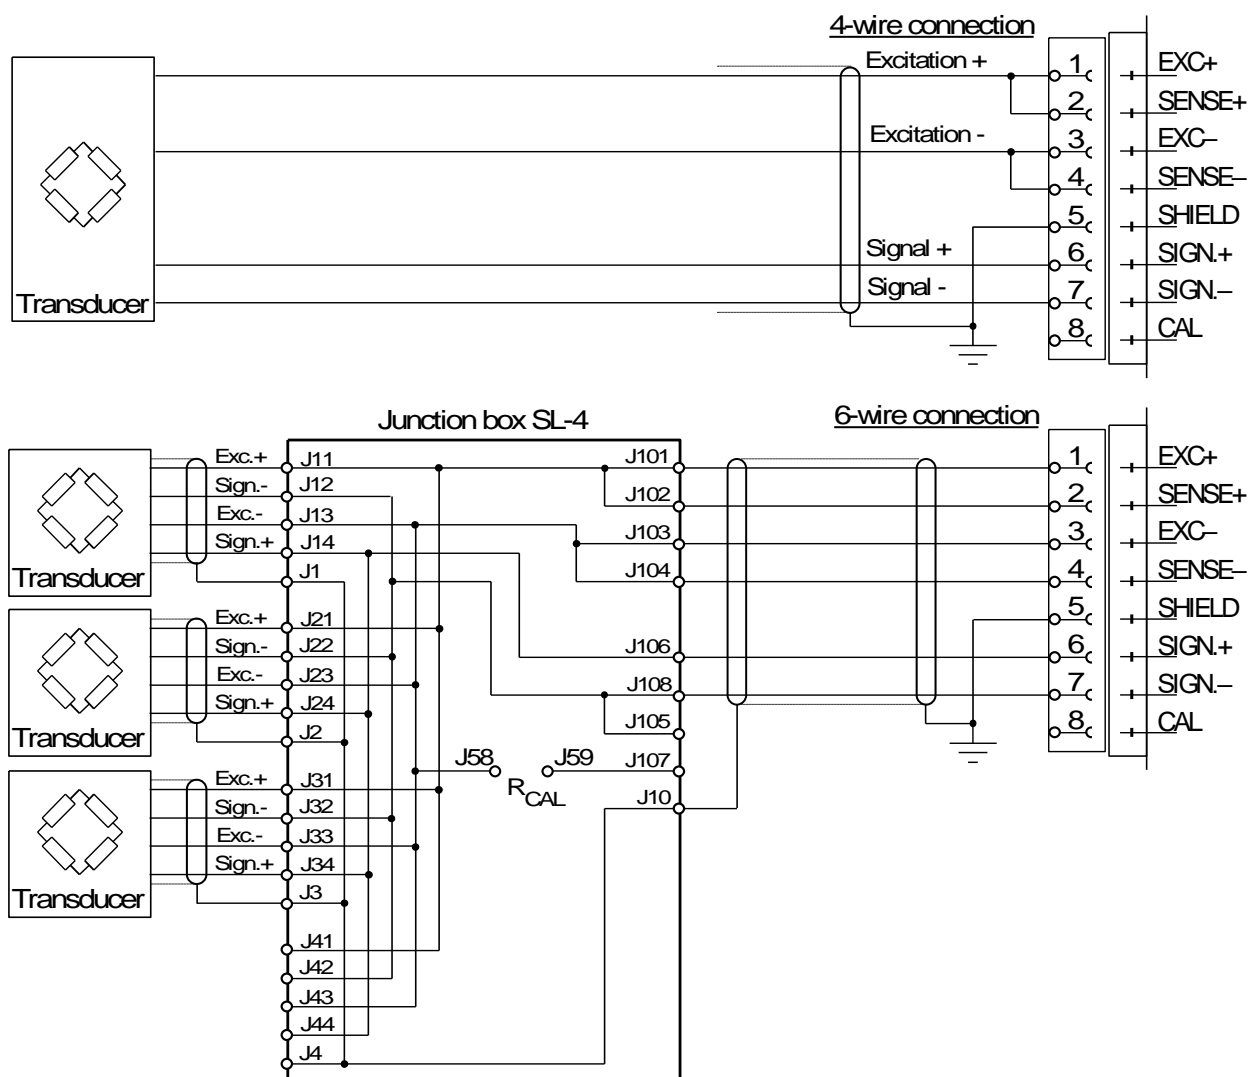 4-wire connection
Excitation +
1
EXC+
2
SENSE+
Excitation -
3
EXC–
4
SENSE–
5
SHIELD
Signal +
6
SIGN.+
Transducer
Signal -
7
SIGN.–
8
CAL
Junction box SL-4
6-wire connection
Exc.+
J11
J101
1
EXC+
Sign.-
J12
J102
2
SENSE+
Exc.-
J13
J103
3
EXC–
Sign.+
J14
J104
4
SENSE–
Transducer
J1
5
SHIELD
Exc.+
J21
Sign.-
J22
J106
6
SIGN.+
Exc.-
J23
J108
7
SIGN.–
Sign.+
J24
J105
8
CAL
Transducer
J2
J58
J59
J107
RCAL
Exc.+
J31
J10
Sign.-
J32
Exc.-
J33
Sign.+
J34
Transducer
J3
J41
J42
J43
J44
J4